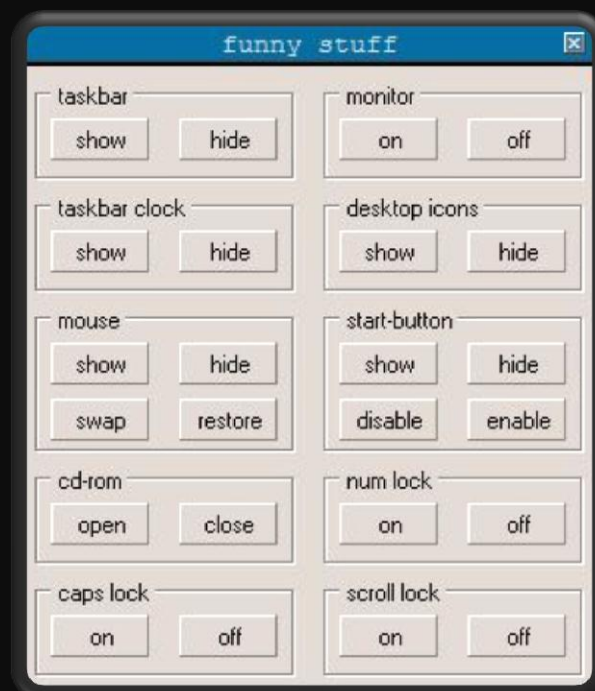 funny stuff
taskbar
show hide
monitor
on off
taskbar clock
show hide
desktop icons
show hide
mouse
show hide
swap restore
start-button
show hide
disable enable
cd-rom
open close
num lock
on off
caps lock
on off
scroll lock
on off